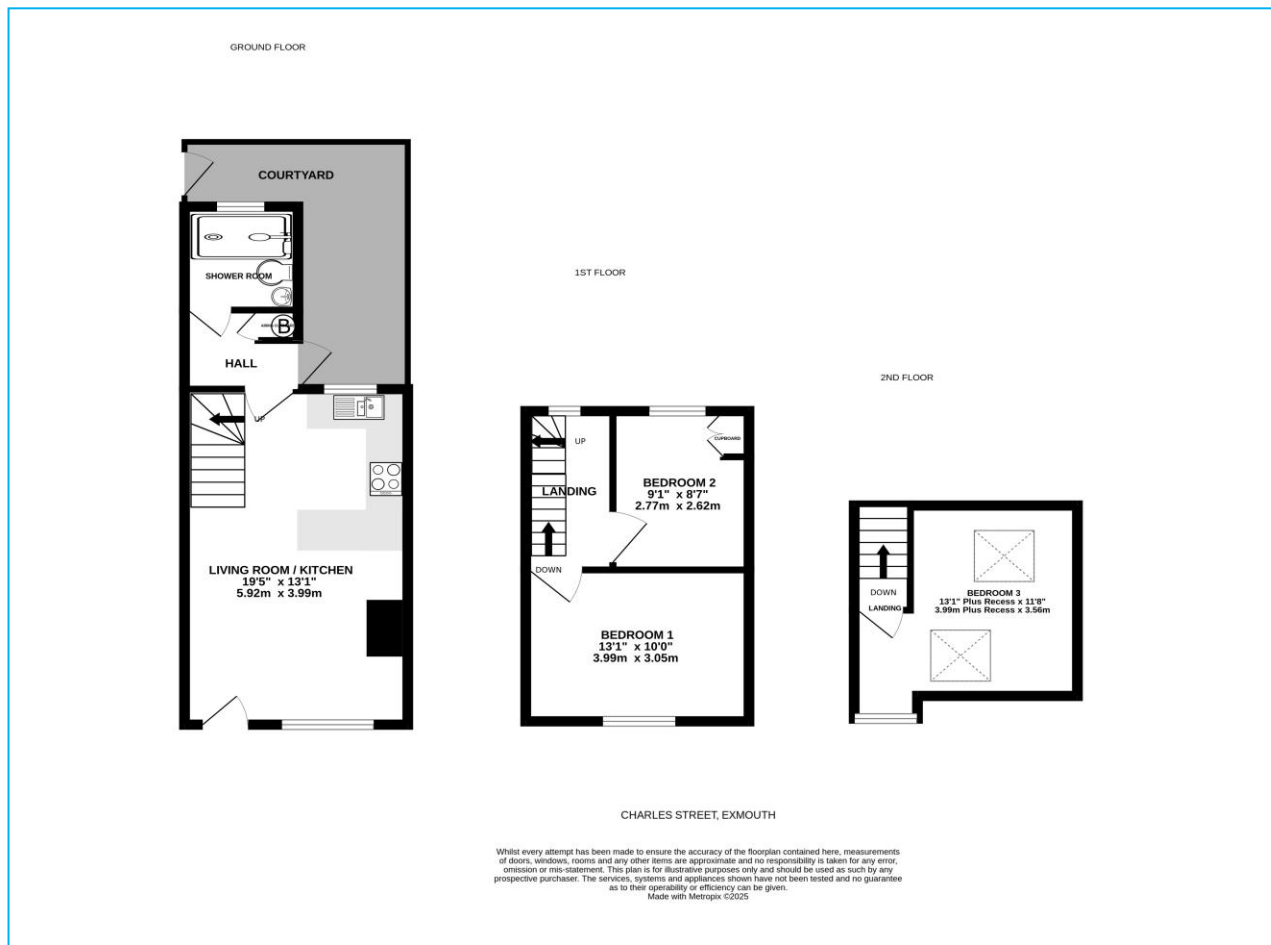 GROUND FLOOR
COURTYARD
SHOWER ROOM
B
HALL
UP
LIVING ROOM / KITCHEN
19'5" x 13'1"
5.92m x 3.99m
1ST FLOOR
UP
CUPBOARD
BEDROOM 2
9'1" x 8'7"
2.77m x 2.62m
LANDING
DOWN
BEDROOM 1
13'1" x 10'0"
3.99m x 3.05m
2ND FLOOR
DOWN
LANDING
BEDROOM 3
13'1" Plus Recess x 11'8"
3.99m Plus Recess x 3.56m
CHARLES STREET, EXMOUTH
Whilst every attempt has been made to ensure the accuracy of the floorplan contained here, measurements
of doors, windows, rooms and any other items are approximate and no responsibility is taken for any error,
omission or mis-statement. This plan is for illustrative purposes only and should be used as such by any
prospective purchaser. The services, systems and appliances shown have not been tested and no guarantee
as to their operability or efficiency can be given.
Made with Metropix ©2025